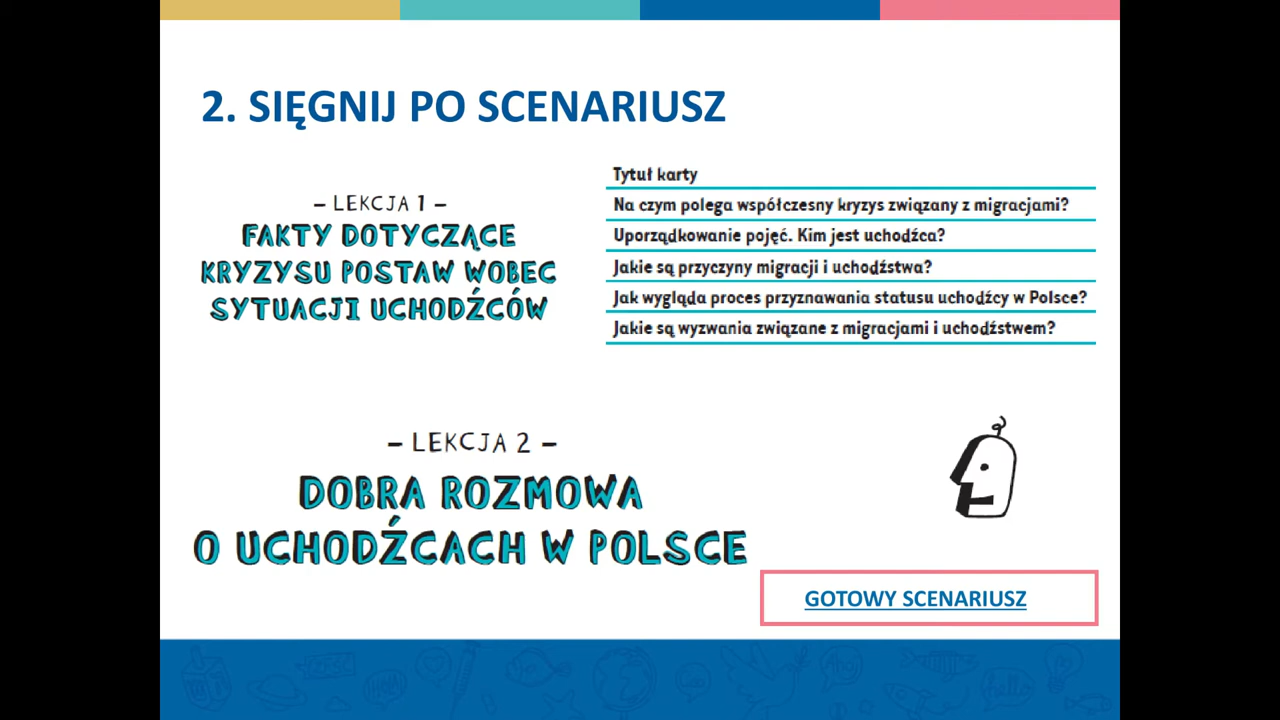 2. SIĘGNIJ PO SCENARIUSZ
– LEKCJA 1 –
FAKTY DOTYCZĄCE
KRYZYSU POSTAW WOBEC
SYTUACJI UCHODŹCÓW
Tytuł karty
Na czym polega współczesny kryzys związany z migracjami?
Uporządkowanie pojęć. Kim jest uchodźca?
Jakie są przyczyny migracji i uchodźstwa?
Jak wygląda proces przyznawania statusu uchodźcy w Polsce?
Jakie są wyzwania związane z migracjami i uchodźstwem?
– LEKCJA 2 –
DOBRA ROZMOWA
O UCHODŹCACH W POLSCE
GOTOWY SCENARIUSZ
hello